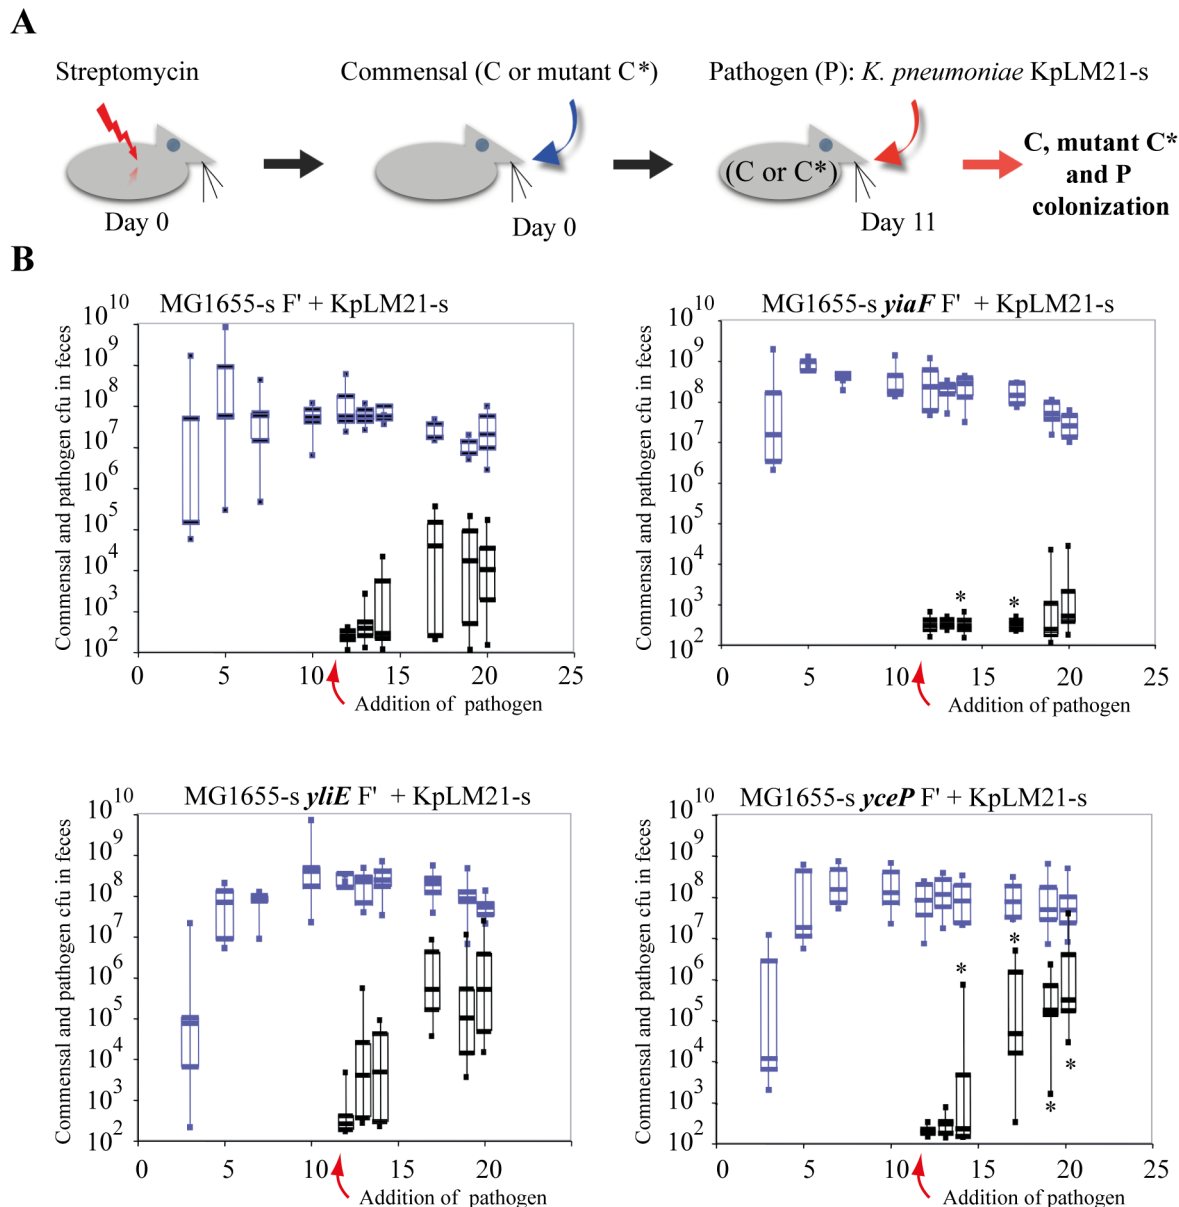 A
Streptomycin
Commensal (C or mutant C*)
Pathogen (P): K. pneumoniae KpLM21-s
(C or C*)
C, mutant C*
and P
colonization
Day 0
Day 0
Day 11
B
MG1655-s F' + KpLM21-s
Commensal and pathogen cfu in feces
10^10
10^9
10^8
10^7
10^6
10^5
10^4
10^3
10^2
0 5 10 15 20 25
Addition of pathogen
MG1655-s yiaF F' + KpLM21-s
Commensal and pathogen cfu in feces
10^10
10^9
10^8
10^7
10^6
10^5
10^4
10^3
10^2
* *
0 5 10 15 20 25
Addition of pathogen
MG1655-s yliE F' + KpLM21-s
Commensal and pathogen cfu in feces
10^10
10^9
10^8
10^7
10^6
10^5
10^4
10^3
10^2
0 5 10 15 20
Addition of pathogen
MG1655-s yceP F' + KpLM21-s
Commensal and pathogen cfu in feces
10^10
10^9
10^8
10^7
10^6
10^5
10^4
10^3
10^2
* * * *
0 5 10 15 20 25
Addition of pathogen